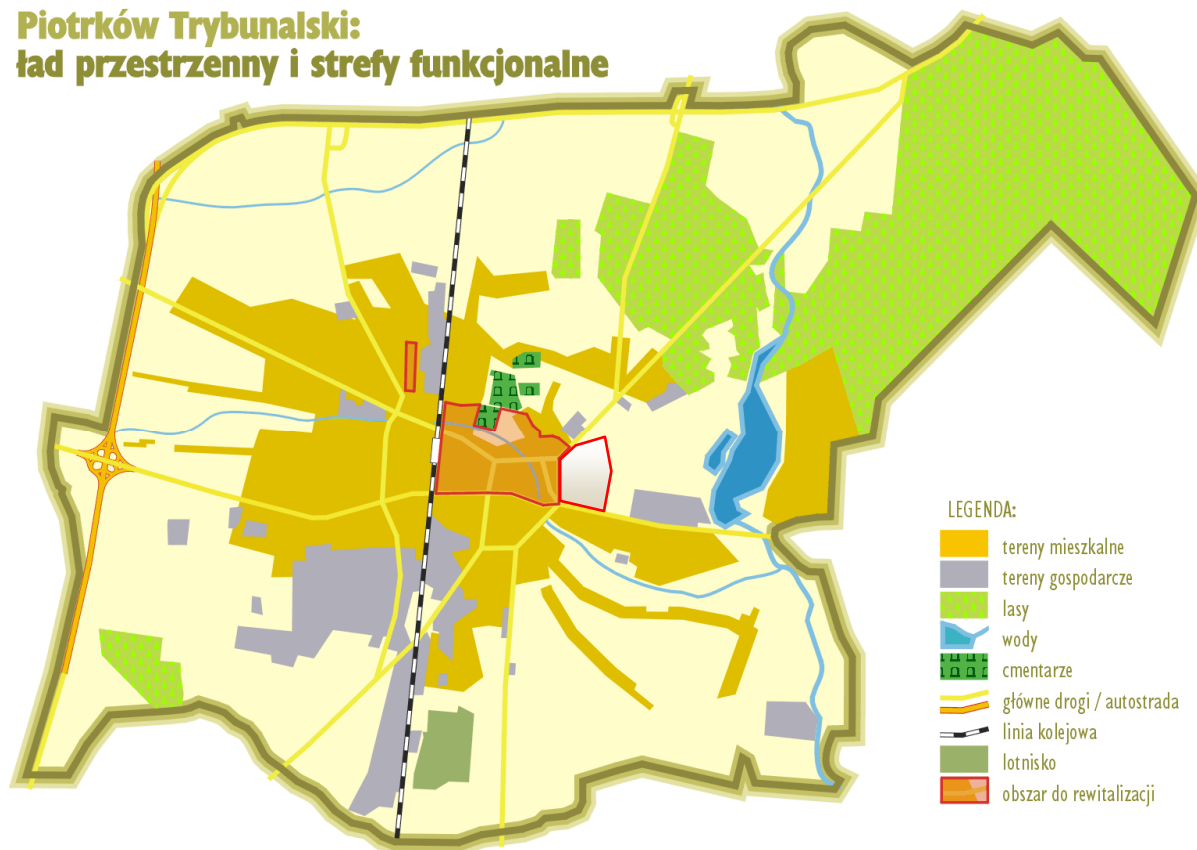 Piotrków Trybunalski:
ład przestrzenny i strefy funkcjonalne
LEGENDA:
tereny mieszkalne
tereny gospodarcze
lasy
wody
cmentarze
główne drogi / autostrada
linia kolejowa
lotnisko
obszar do rewitalizacji